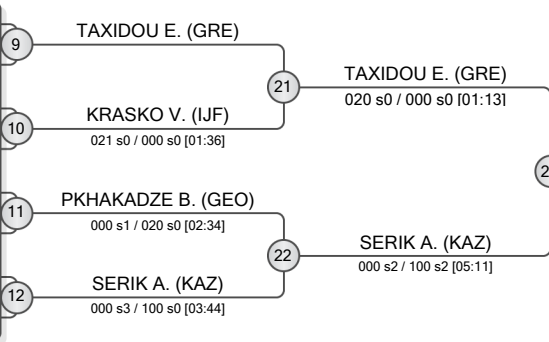 9
TAXIDOU E. (GRE)
10
KRASKO V. (IJF)
021 s0 / 000 s0 [01:36]
21
TAXIDOU E. (GRE)
020 s0 / 000 s0 [01:13]
11
PKHAKADZE B. (GEO)
000 s1 / 020 s0 [02:34]
12
SERIK A. (KAZ)
000 s3 / 100 s0 [03:44]
22
SERIK A. (KAZ)
000 s2 / 100 s2 [05:11]